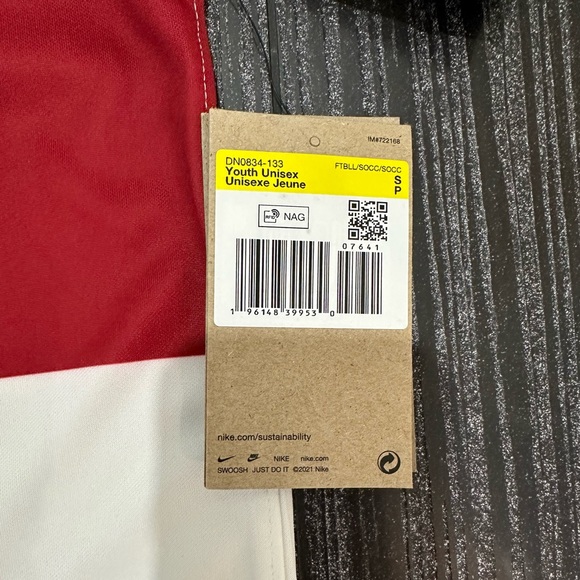 IM#722168
DN0834-133 FTBLL/SOCC/SOCC
Youth Unisex S
Unisexe Jeune P
RFID NAG
07641
1 96148 39953 0
nike.com/sustainability
NIKE nike.com
SWOOSH JUST DO IT ©2021 Nike